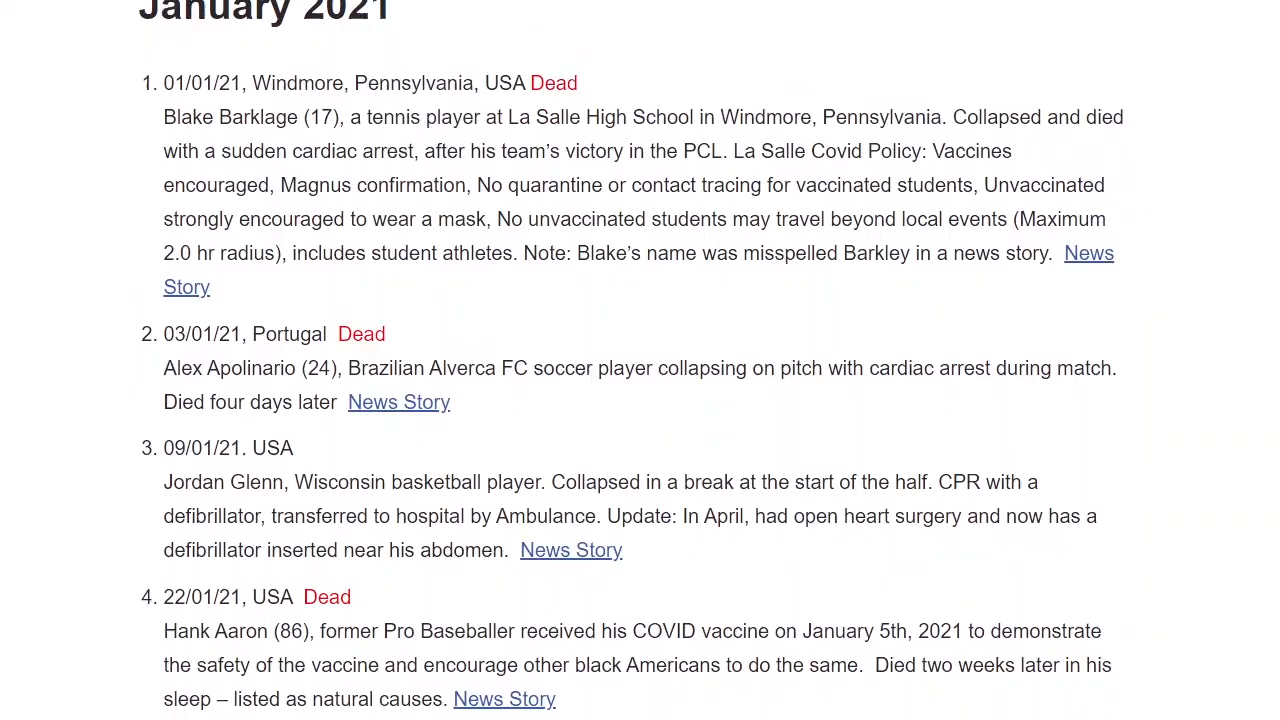 January 2021
1. 01/01/21, Windmore, Pennsylvania, USA Dead
Blake Barklage (17), a tennis player at La Salle High School in Windmore, Pennsylvania. Collapsed and died
with a sudden cardiac arrest, after his team’s victory in the PCL. La Salle Covid Policy: Vaccines
encouraged, Magnus confirmation, No quarantine or contact tracing for vaccinated students, Unvaccinated
strongly encouraged to wear a mask, No unvaccinated students may travel beyond local events (Maximum
2.0 hr radius), includes student athletes. Note: Blake’s name was misspelled Barkley in a news story. News
Story
2. 03/01/21, Portugal Dead
Alex Apolinario (24), Brazilian Alverca FC soccer player collapsing on pitch with cardiac arrest during match.
Died four days later News Story
3. 09/01/21. USA
Jordan Glenn, Wisconsin basketball player. Collapsed in a break at the start of the half. CPR with a
defibrillator, transferred to hospital by Ambulance. Update: In April, had open heart surgery and now has a
defibrillator inserted near his abdomen. News Story
4. 22/01/21, USA Dead
Hank Aaron (86), former Pro Baseballer received his COVID vaccine on January 5th, 2021 to demonstrate
the safety of the vaccine and encourage other black Americans to do the same. Died two weeks later in his
sleep – listed as natural causes. News Story